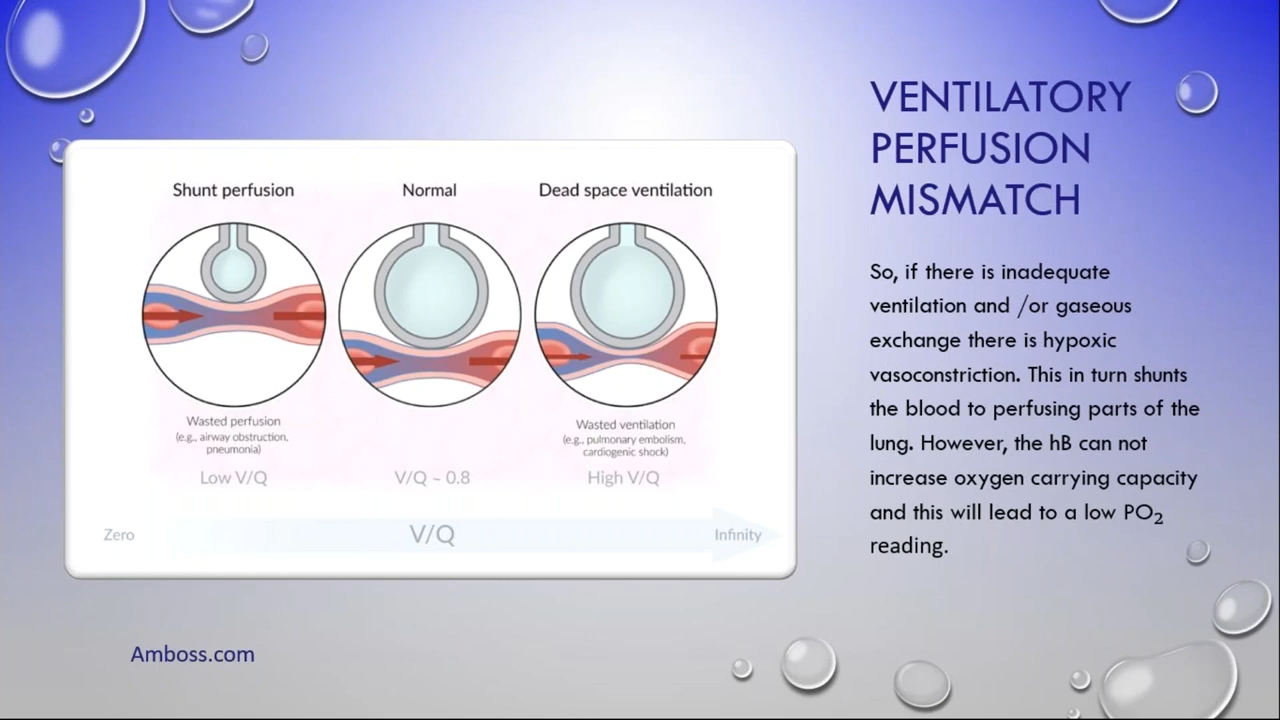 VENTILATORY
PERFUSION
MISMATCH
Shunt perfusion
Normal
Dead space ventilation
Wasted perfusion
(e.g., airway obstruction,
pneumonia)
Wasted ventilation
(e.g., pulmonary embolism,
cardiogenic shock)
Low V/Q
V/Q ~ 0.8
High V/Q
Zero
V/Q
Infinity
So, if there is inadequate
ventilation and /or gaseous
exchange there is hypoxic
vasoconstriction. This in turn shunts
the blood to perfusing parts of the
lung. However, the hB can not
increase oxygen carrying capacity
and this will lead to a low PO₂
reading.
Amboss.com